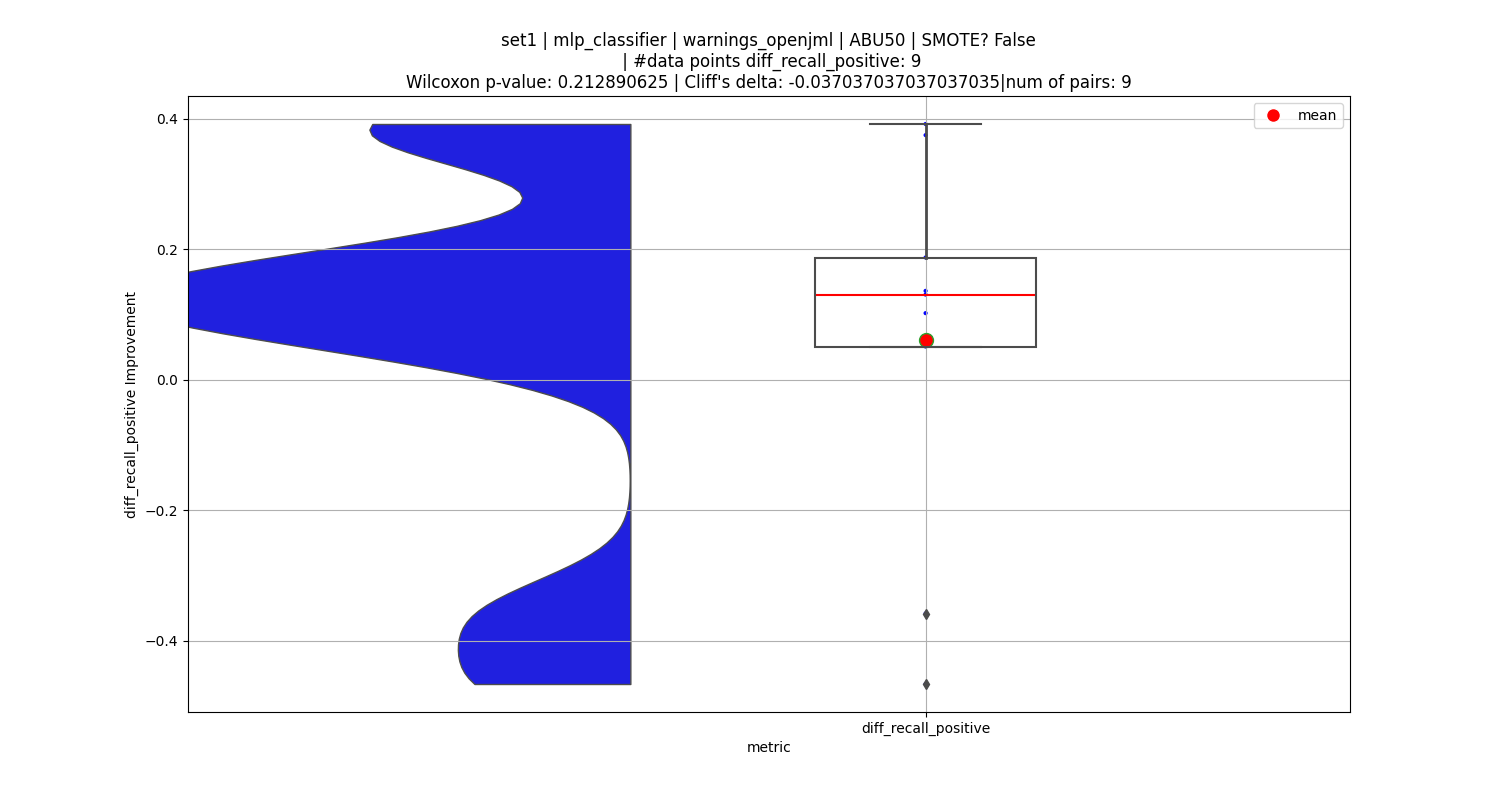 set1 | mlp_classifier | warnings_openjml | ABU50 | SMOTE? False
| #data points diff_recall_positive: 9
Wilcoxon p-value: 0.212890625 | Cliff's delta: -0.037037037037037035|num of pairs: 9
mean
0.4
0.2
0.0
−0.2
−0.4
diff_recall_positive Improvement
diff_recall_positive
metric